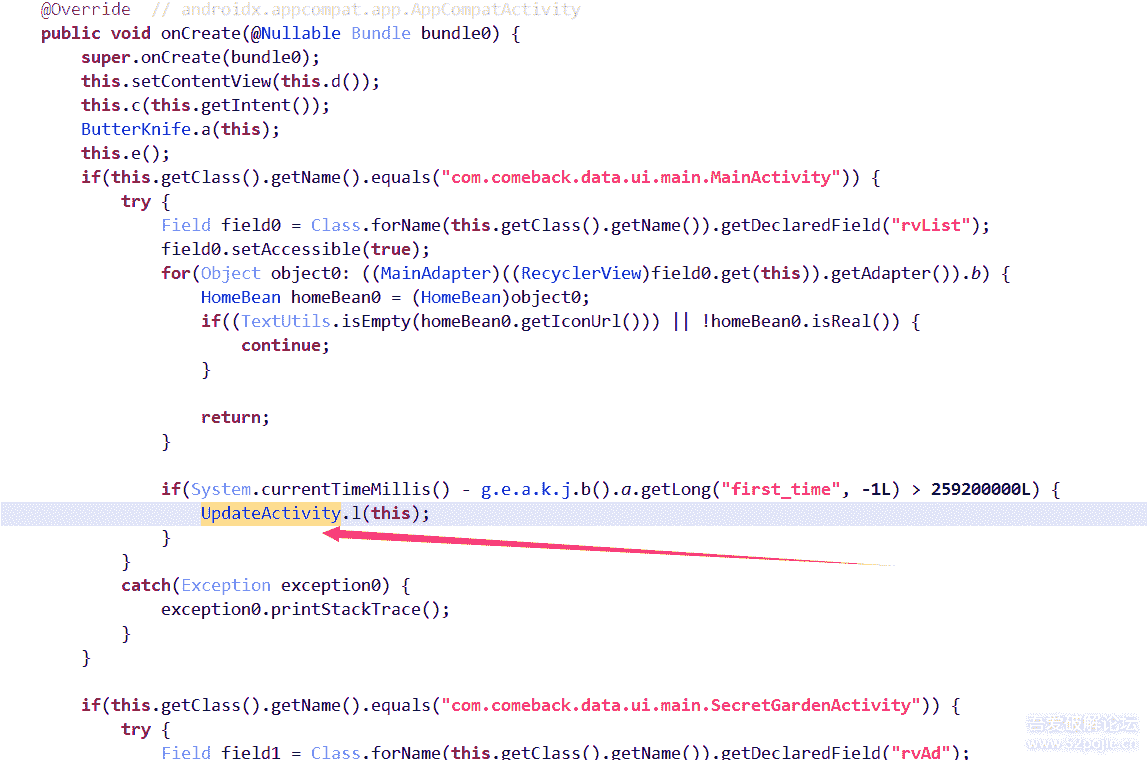 @Override  // androidx.appcompat.app.AppCompatActivity
public void onCreate(@Nullable Bundle bundle0) {
    super.onCreate(bundle0);
    this.setContentView(this.d());
    this.c(this.getIntent());
    ButterKnife.a(this);
    this.e();
    if(this.getClass().getName().equals("com.comeback.data.ui.main.MainActivity")) {
        try {
            Field field0 = Class.forName(this.getClass().getName()).getDeclaredField("rvList");
            field0.setAccessible(true);
            for(Object object0: ((MainAdapter)((RecyclerView)field0.get(this)).getAdapter()).b) {
                HomeBean homeBean0 = (HomeBean)object0;
                if((TextUtils.isEmpty(homeBean0.getIconUrl())) || !homeBean0.isReal()) {
                    continue;
                }

                return;
            }

            if(System.currentTimeMillis() - g.e.a.k.j.b().a.getLong("first_time", -1L) > 259200000L) {
                UpdateActivity.l(this);
            }
        }
        catch(Exception exception0) {
            exception0.printStackTrace();
        }
    }

    if(this.getClass().getName().equals("com.comeback.data.ui.main.SecretGardenActivity")) {
        try {
            Field field1 = Class.forName(this.getClass().getName()).getDeclaredField("rvAd");
吾爱破解论坛
www.52pojie.cn